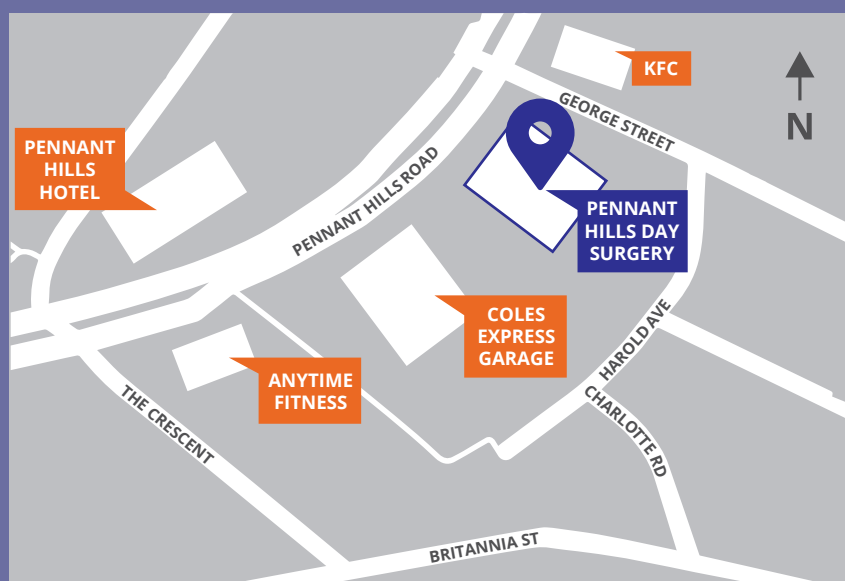 KFC
GEORGE STREET
N
PENNANT
HILLS
HOTEL
PENNANT HILLS ROAD
PENNANT
HILLS DAY
SURGERY
COLES
EXPRESS
GARAGE
HAROLD AVE
ANYTIME
FITNESS
THE CRESCENT
CHARLOTTE RD
BRITANNIA ST